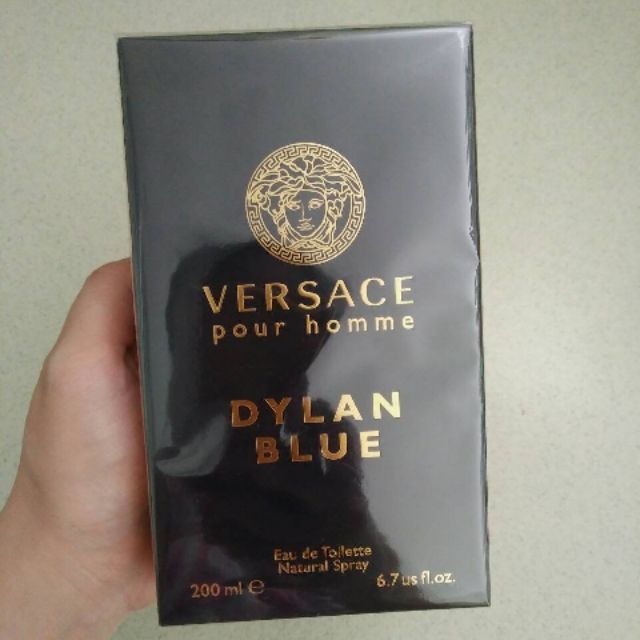 VERSACE
pour homme
DYLAN
BLUE
Eau de Toilette
Natural Spray
200 ml ℮ 6.7 us fl.oz.